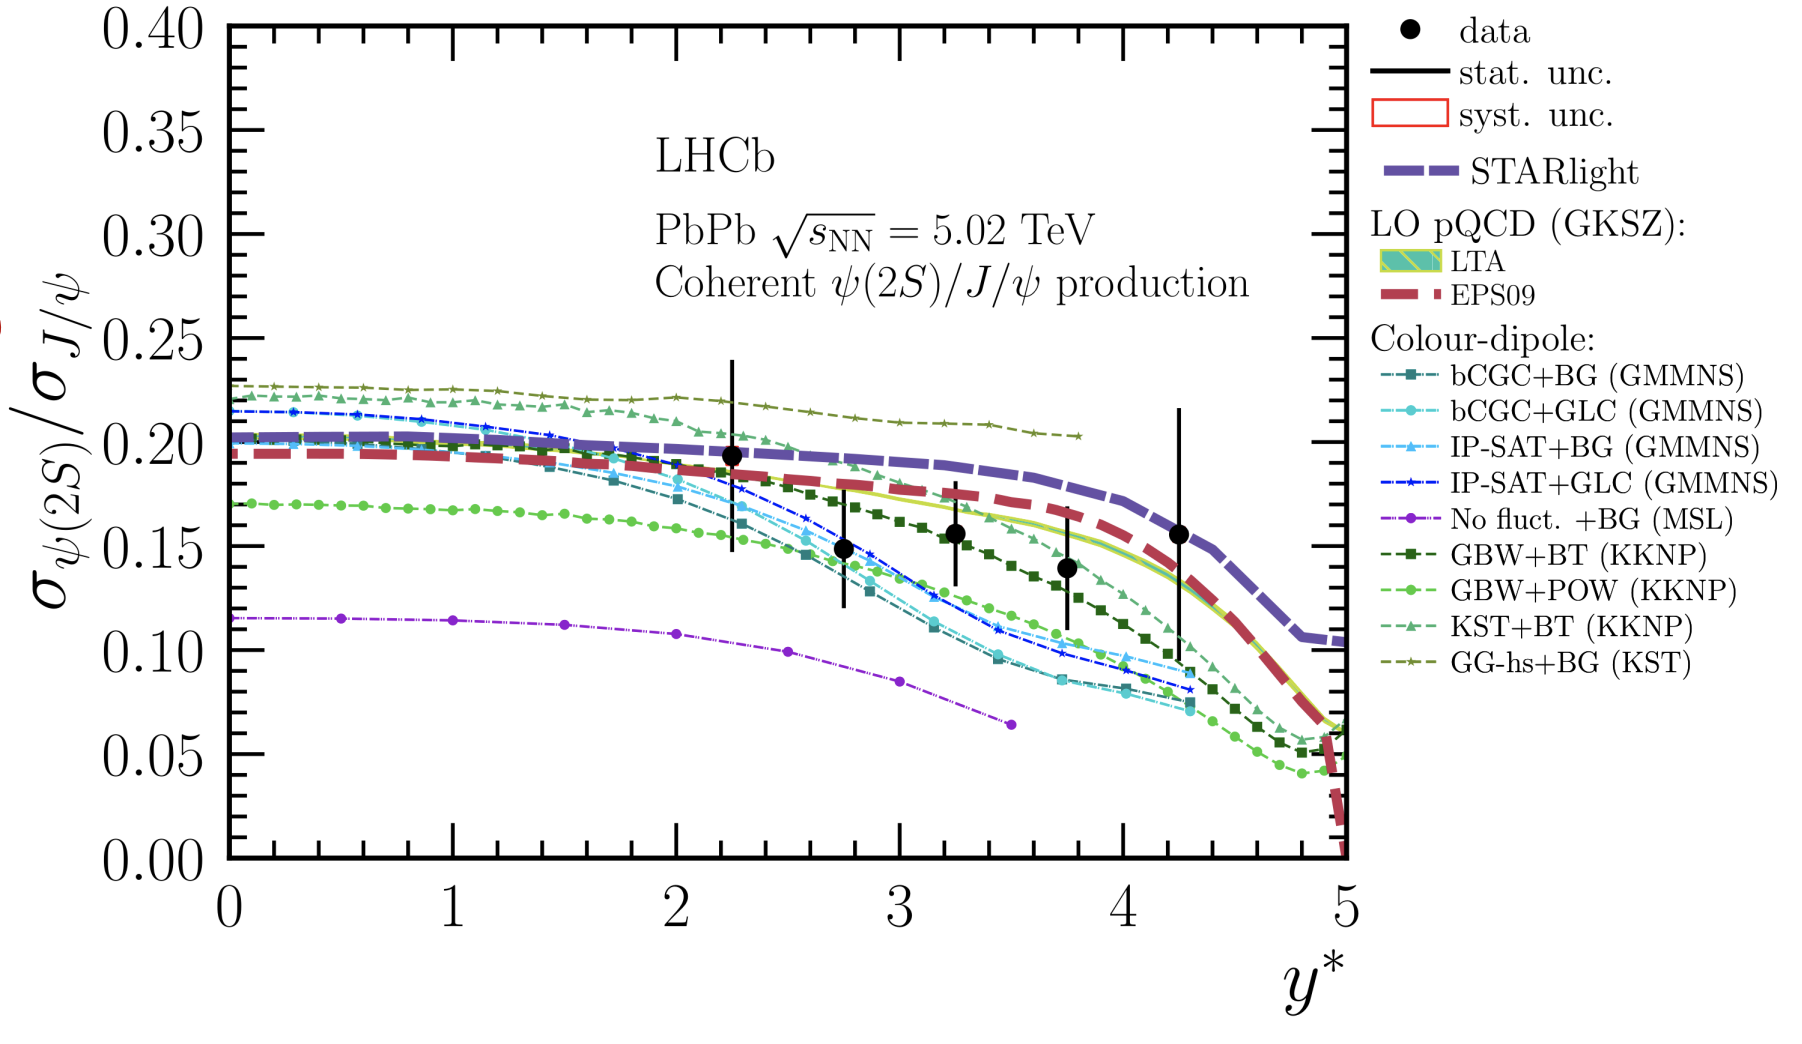 0.40
0.35
0.30
0.25
0.20
0.15
0.10
0.05
0.00
σψ(2S)/σJ/ψ
0 1 2 3 4 5
y*
LHCb
PbPb √sNN = 5.02 TeV
Coherent ψ(2S)/J/ψ production
data
stat. unc.
syst. unc.
STARlight
LO pQCD (GKSZ):
LTA
EPS09
Colour-dipole:
bCGC+BG (GMMNS)
bCGC+GLC (GMMNS)
IP-SAT+BG (GMMNS)
IP-SAT+GLC (GMMNS)
No fluct. +BG (MSL)
GBW+BT (KKNP)
GBW+POW (KKNP)
KST+BT (KKNP)
GG-hs+BG (KST)